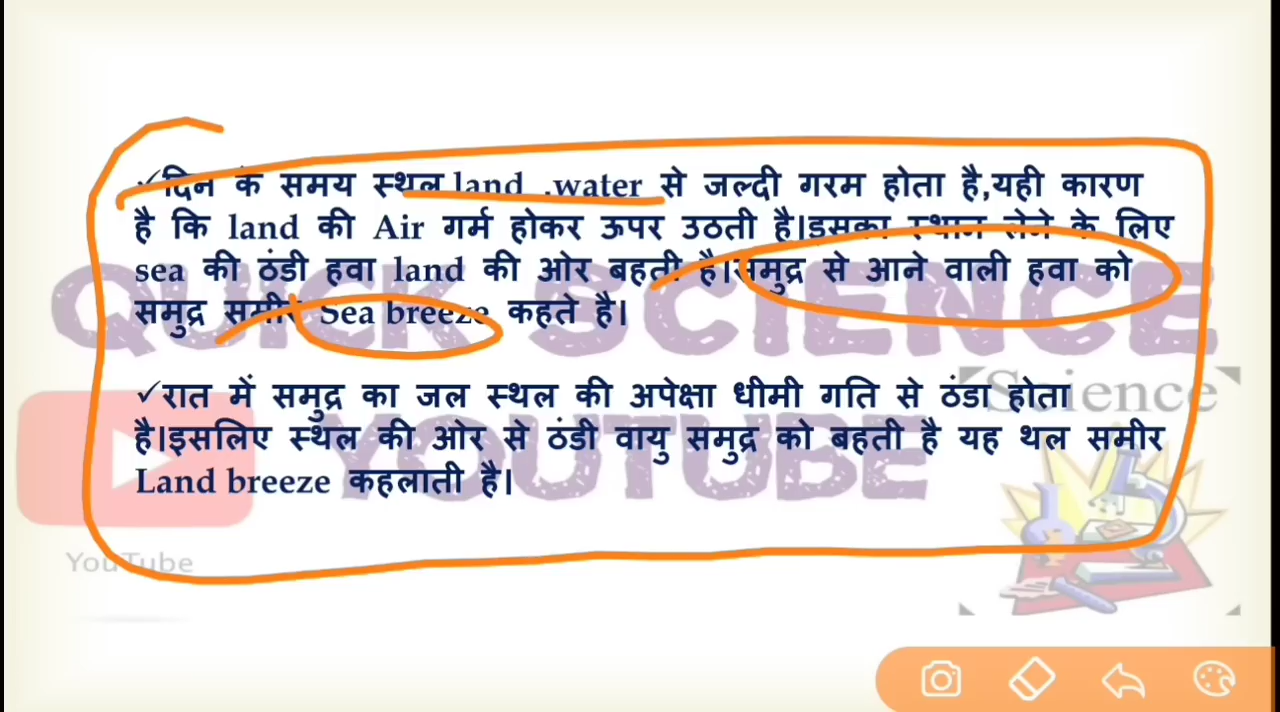 ✓दिन के समय स्थल land ,water से जल्दी गरम होता है,यही कारण
है कि land की Air गर्म होकर ऊपर उठती है।इसका स्थान लेने के लिए
sea की ठंडी हवा land की ओर बहती है।समुद्र से आने वाली हवा को
समुद्र समीर Sea breeze कहते है।
✓रात में समुद्र का जल स्थल की अपेक्षा धीमी गति से ठंडा होता
है।इसलिए स्थल की ओर से ठंडी वायु समुद्र को बहती है यह थल समीर
Land breeze कहलाती है।
QUICK SCIENCE
Science
YOUTUBE
YouTube